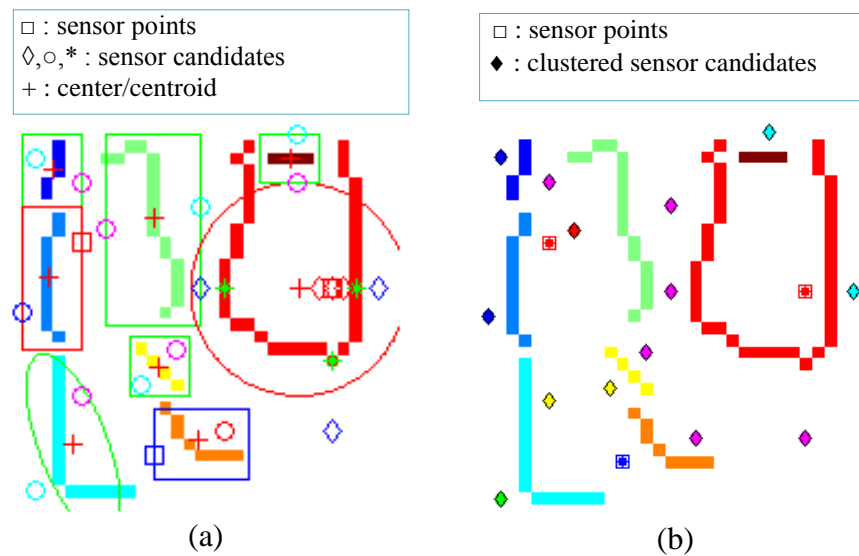 □ : sensor points
◊,○,* : sensor candidates
+ : center/centroid
□ : sensor points
♦ : clustered sensor candidates
(a)
(b)